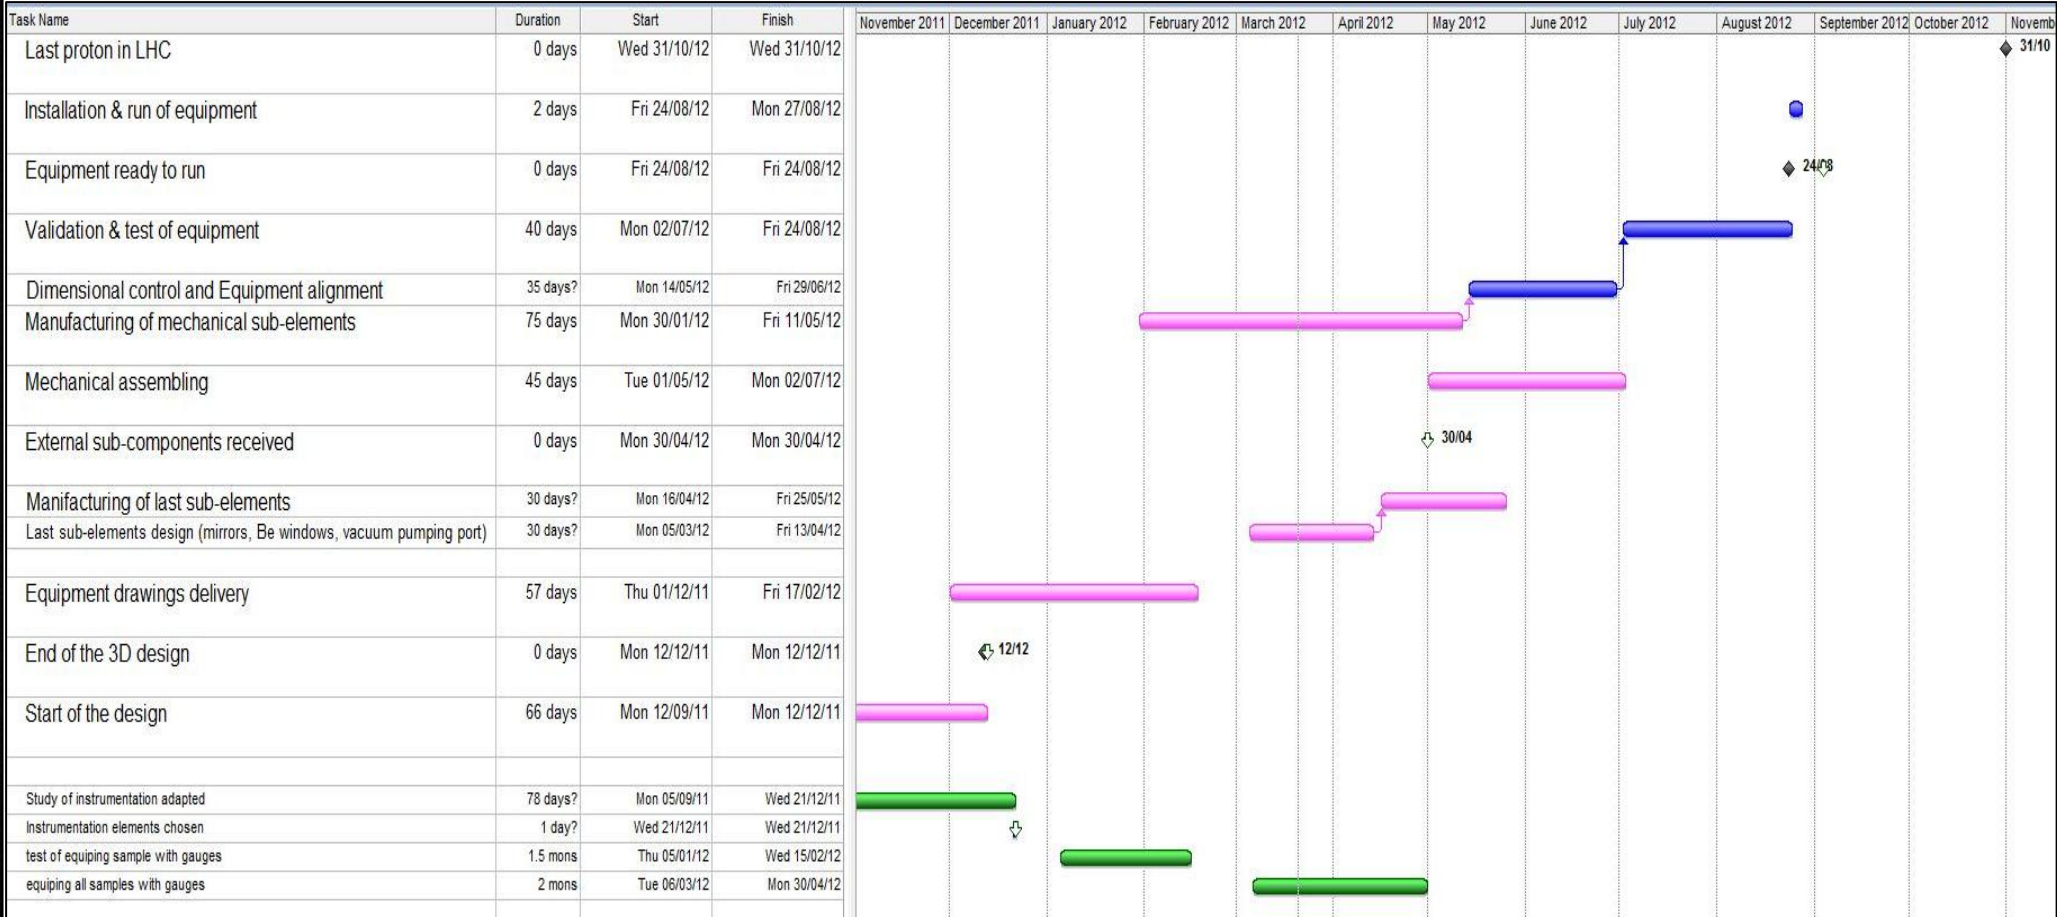 Task Name Duration Start Finish November 2011 December 2011 January 2012 February 2012 March 2012 April 2012 May 2012 June 2012 July 2012 August 2012 September 2012 October 2012 Novemb
Last proton in LHC 0 days Wed 31/10/12 Wed 31/10/12 31/10
Installation & run of equipment 2 days Fri 24/08/12 Mon 27/08/12
Equipment ready to run 0 days Fri 24/08/12 Fri 24/08/12 24/08
Validation & test of equipment 40 days Mon 02/07/12 Fri 24/08/12
Dimensional control and Equipment alignment 35 days? Mon 14/05/12 Fri 29/06/12
Manufacturing of mechanical sub-elements 75 days Mon 30/01/12 Fri 11/05/12
Mechanical assembling 45 days Tue 01/05/12 Mon 02/07/12
External sub-components received 0 days Mon 30/04/12 Mon 30/04/12 30/04
Manifacturing of last sub-elements 30 days? Mon 16/04/12 Fri 25/05/12
Last sub-elements design (mirrors, Be windows, vacuum pumping port) 30 days? Mon 05/03/12 Fri 13/04/12
Equipment drawings delivery 57 days Thu 01/12/11 Fri 17/02/12
End of the 3D design 0 days Mon 12/12/11 Mon 12/12/11 12/12
Start of the design 66 days Mon 12/09/11 Mon 12/12/11
Study of instrumentation adapted 78 days? Mon 05/09/11 Wed 21/12/11
Instrumentation elements chosen 1 day? Wed 21/12/11 Wed 21/12/11
test of equiping sample with gauges 1.5 mons Thu 05/01/12 Wed 15/02/12
equiping all samples with gauges 2 mons Tue 06/03/12 Mon 30/04/12